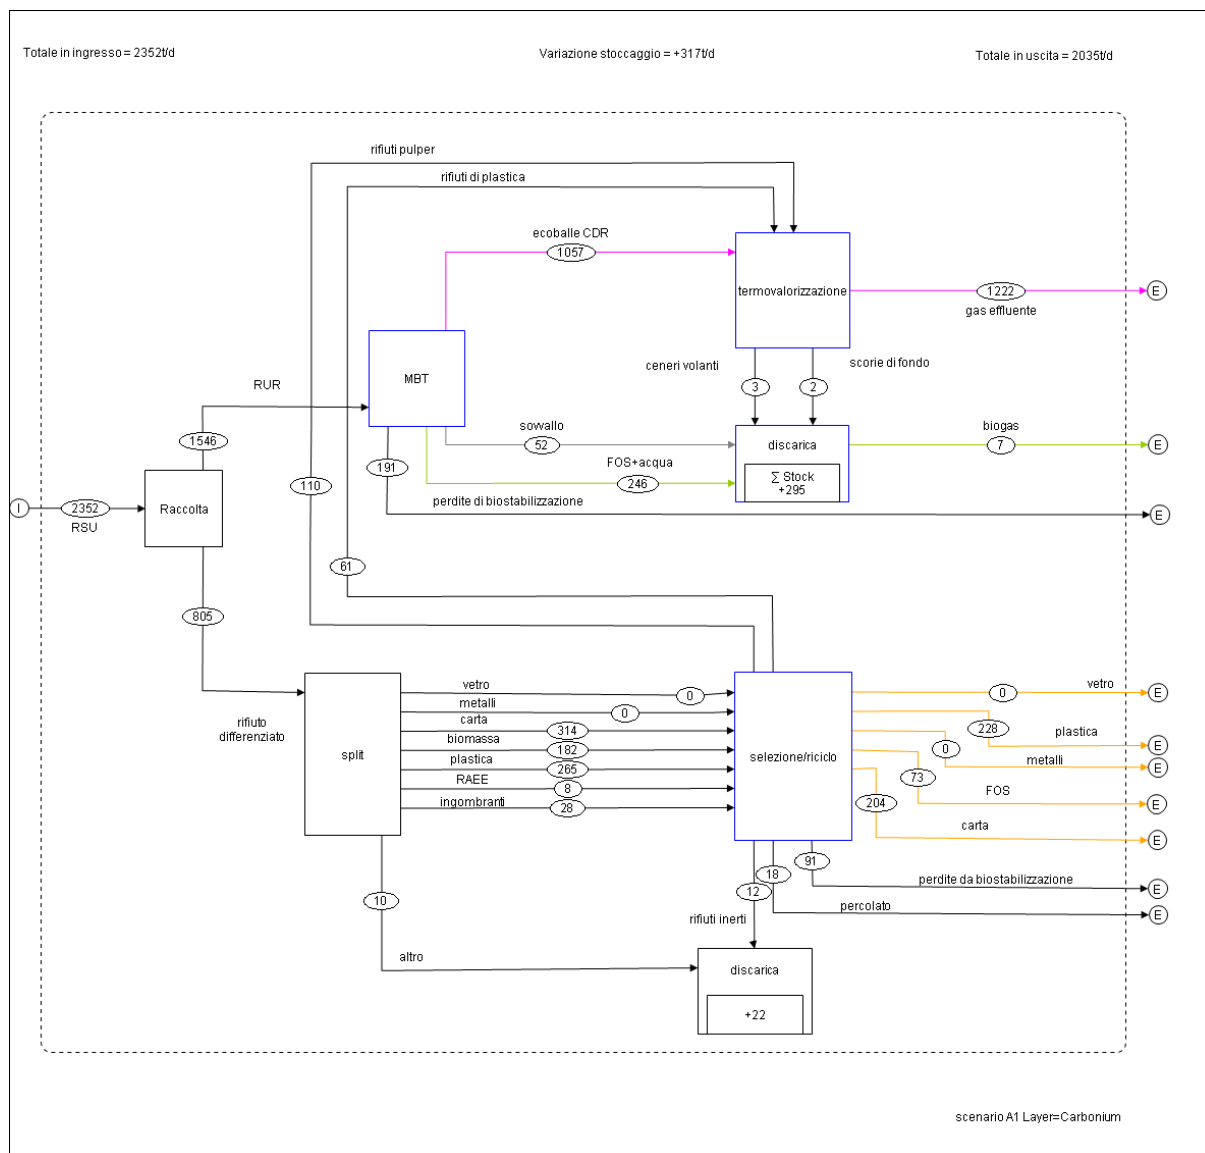 Totale in ingresso = 2352t/d
Variazione stoccaggio = +317t/d
Totale in uscita = 2035t/d
rifiuti pulper
rifiuti di plastica
ecoballe CDR
1057
termovalorizzazione
1222
E
gas effluente
ceneri volanti
scorie di fondo
3
2
MBT
RUR
1546
sovvallo
52
discarica
biogas
7
E
191
FOS+acqua
246
∑ Stock
+295
110
perdite di biostabilizzazione
E
I
2352
RSU
Raccolta
61
805
rifiuto
differenziato
split
vetro
0
metalli
0
carta
314
biomassa
182
plastica
265
RAEE
8
ingombranti
28
selezione/riciclo
0
vetro
E
228
plastica
E
0
metalli
E
73
FOS
E
204
carta
E
91
perdite da biostabilizzazione
E
18
percolato
E
12
rifiuti inerti
10
altro
discarica
+22
scenario A1 Layer=Carbonium